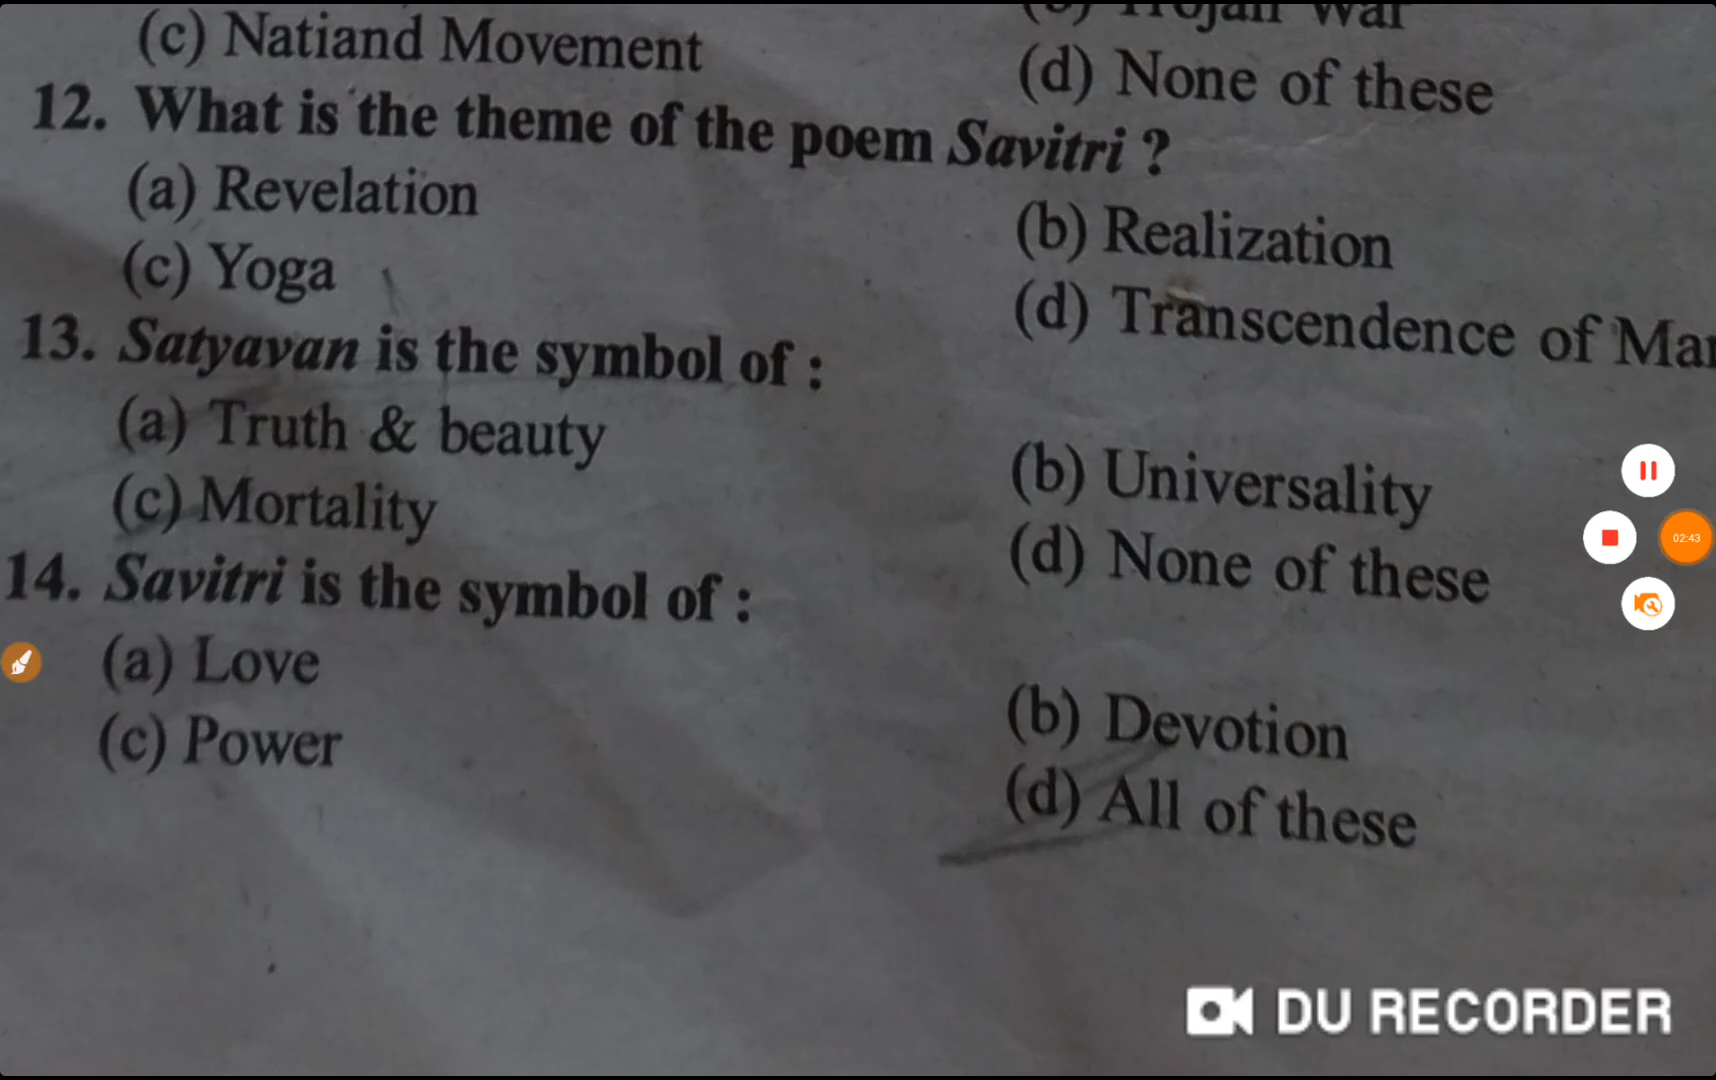 (c) Natiand Movement
(b) Trojan War
(d) None of these
12. What is the theme of the poem Savitri ?
(a) Revelation
(b) Realization
(c) Yoga
(d) Transcendence of
13. Satyavan is the symbol of :
(a) Truth & beauty
(b) Universality
(c) Mortality
(d) None of these
14. Savitri is the symbol of :
(a) Love
(b) Devotion
(c) Power
(d) All of these
02:43
DU RECORDER